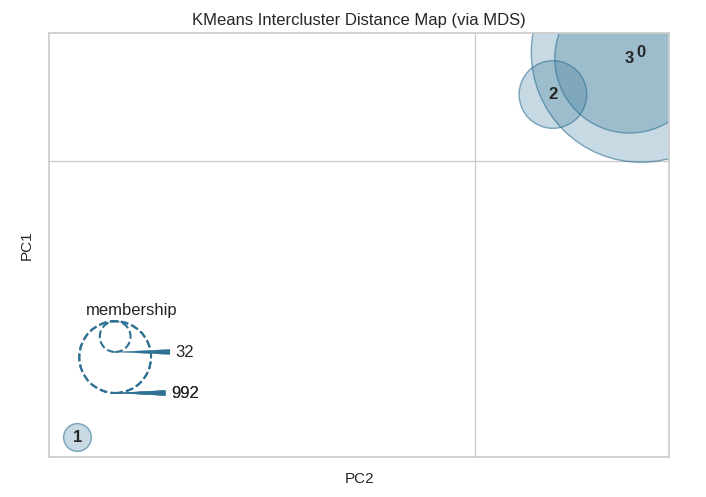 KMeans Intercluster Distance Map (via MDS)
3 0
2
PC1
membership
32
992
1
PC2